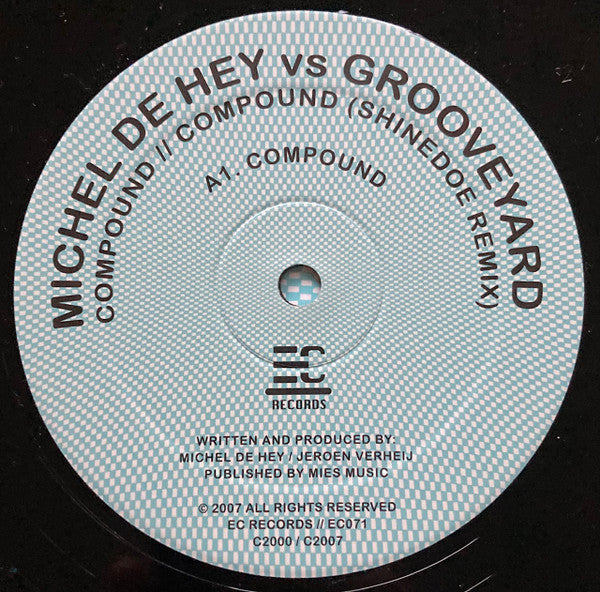 MICHEL DE HEY vs GROOVEYARD
COMPOUND // COMPOUND (SHINEDOE REMIX)
A1. COMPOUND
EC
RECORDS
WRITTEN AND PRODUCED BY:
MICHEL DE HEY / JEROEN VERHEIJ
PUBLISHED BY MIES MUSIC
© 2007 ALL RIGHTS RESERVED
EC RECORDS // EC071
C2000 / C2007